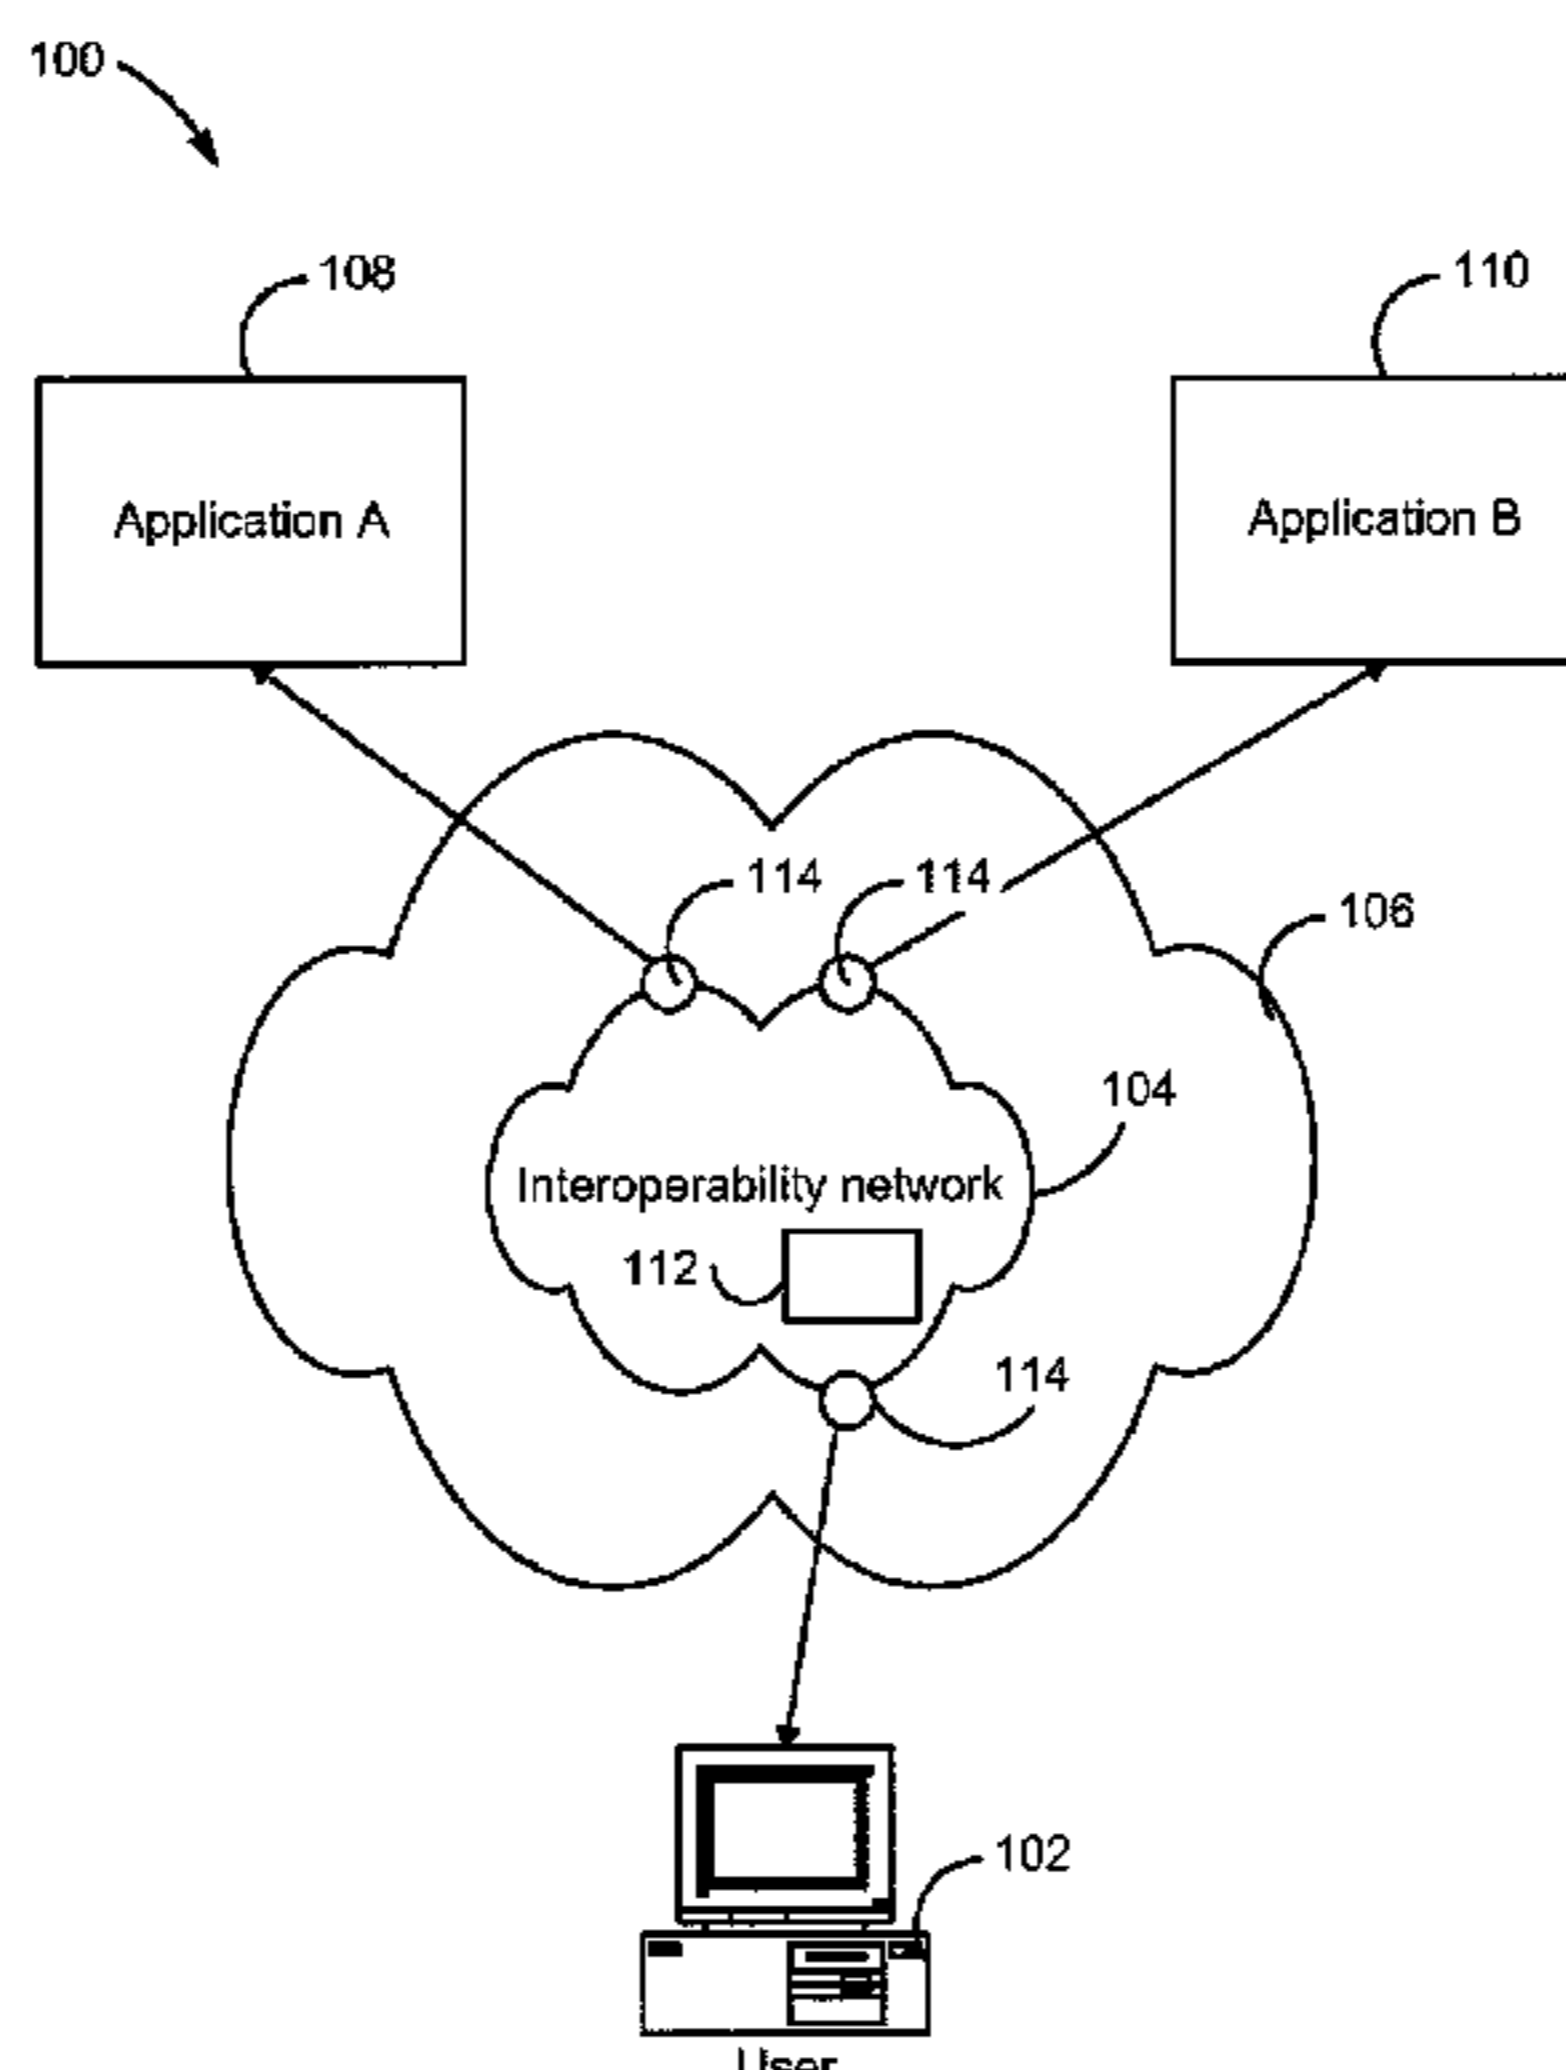 100
108
110
Application A
Application B
114
114
106
104
Interoperability network
112
114
102
User